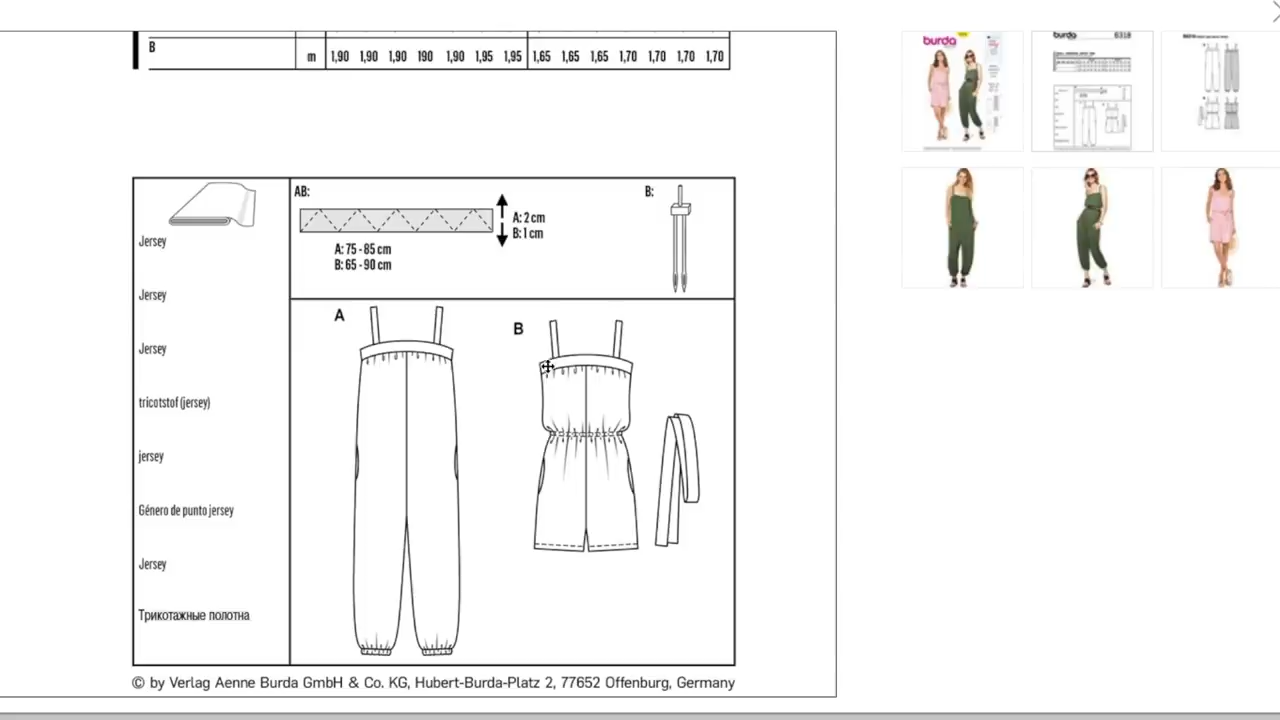 B
m 1,90 1,90 1,90 190 1,90 1,95 1,95 1,65 1,65 1,65 1,70 1,70 1,70 1,70
Jersey
Jersey
Jersey
tricotstof (jersey)
jersey
Género de punto jersey
Jersey
Трикотажные полотна
AB:
A: 2 cm
B: 1 cm
A: 75 - 85 cm
B: 65 - 90 cm
B:
A
B
© by Verlag Aenne Burda GmbH & Co. KG, Hubert-Burda-Platz 2, 77652 Offenburg, Germany
burda
burda 6318